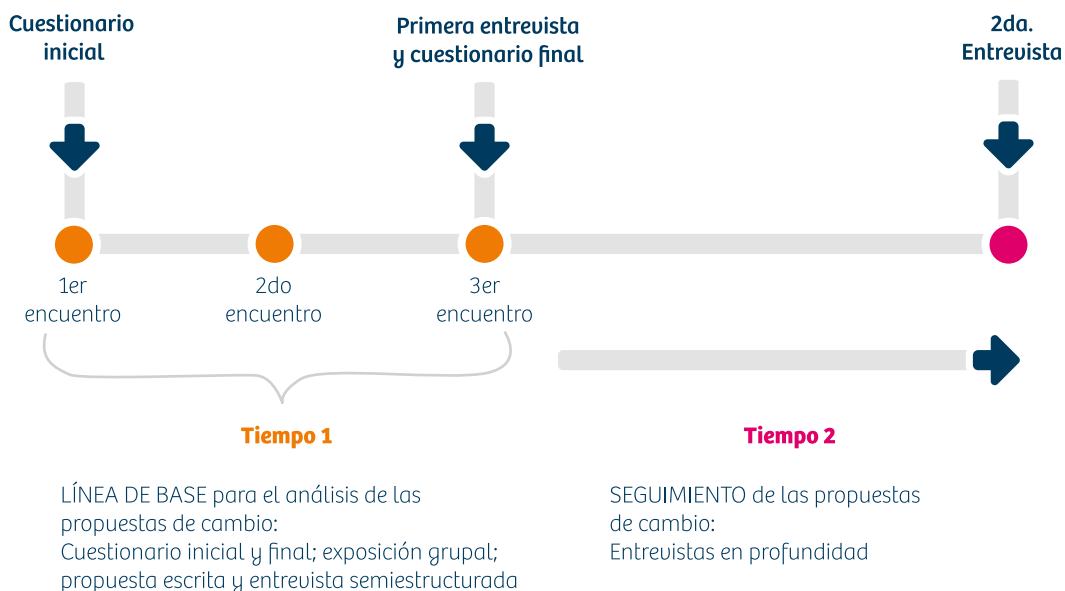 Cuestionario
inicial
Primera entrevista
y cuestionario final
2da.
Entrevista
1er
encuentro
2do
encuentro
3er
encuentro
Tiempo 1
Tiempo 2
LÍNEA DE BASE para el análisis de las
propuestas de cambio:
Cuestionario inicial y final; exposición grupal;
propuesta escrita y entrevista semiestructurada
SEGUIMIENTO de las propuestas
de cambio:
Entrevistas en profundidad